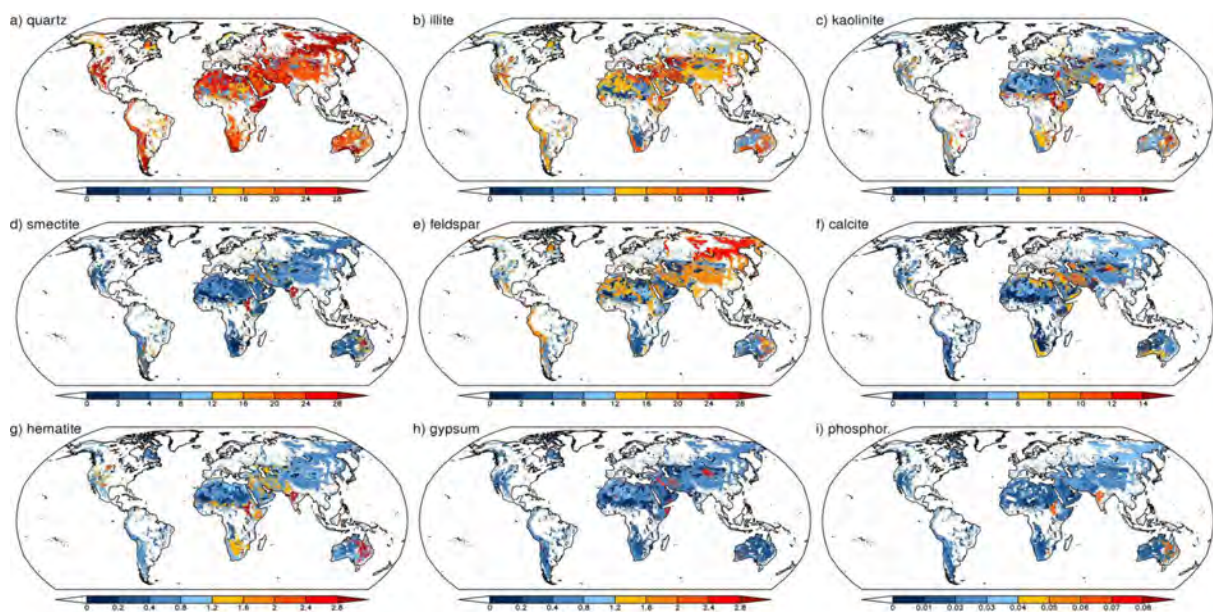 a) quartz
b) illite
c) kaolinite
0 2 4 8 12 16 20 24 28
0 1 2 4 6 8 10 12 14
0 1 2 4 6 8 10 12 14
d) smectite
e) feldspar
f) calcite
0 2 4 8 12 16 20 24 28
0 2 4 8 12 16 20 24 28
0 1 2 4 6 8 10 12 14
g) hematite
h) gypsum
i) phosphor.
0 0.2 0.4 0.8 1.2 1.6 2.0 2.4 2.8
0 0.2 0.4 0.8 1.2 1.6 2.0 2.4 2.8
0 0.01 0.02 0.03 0.04 0.05 0.06 0.07 0.08